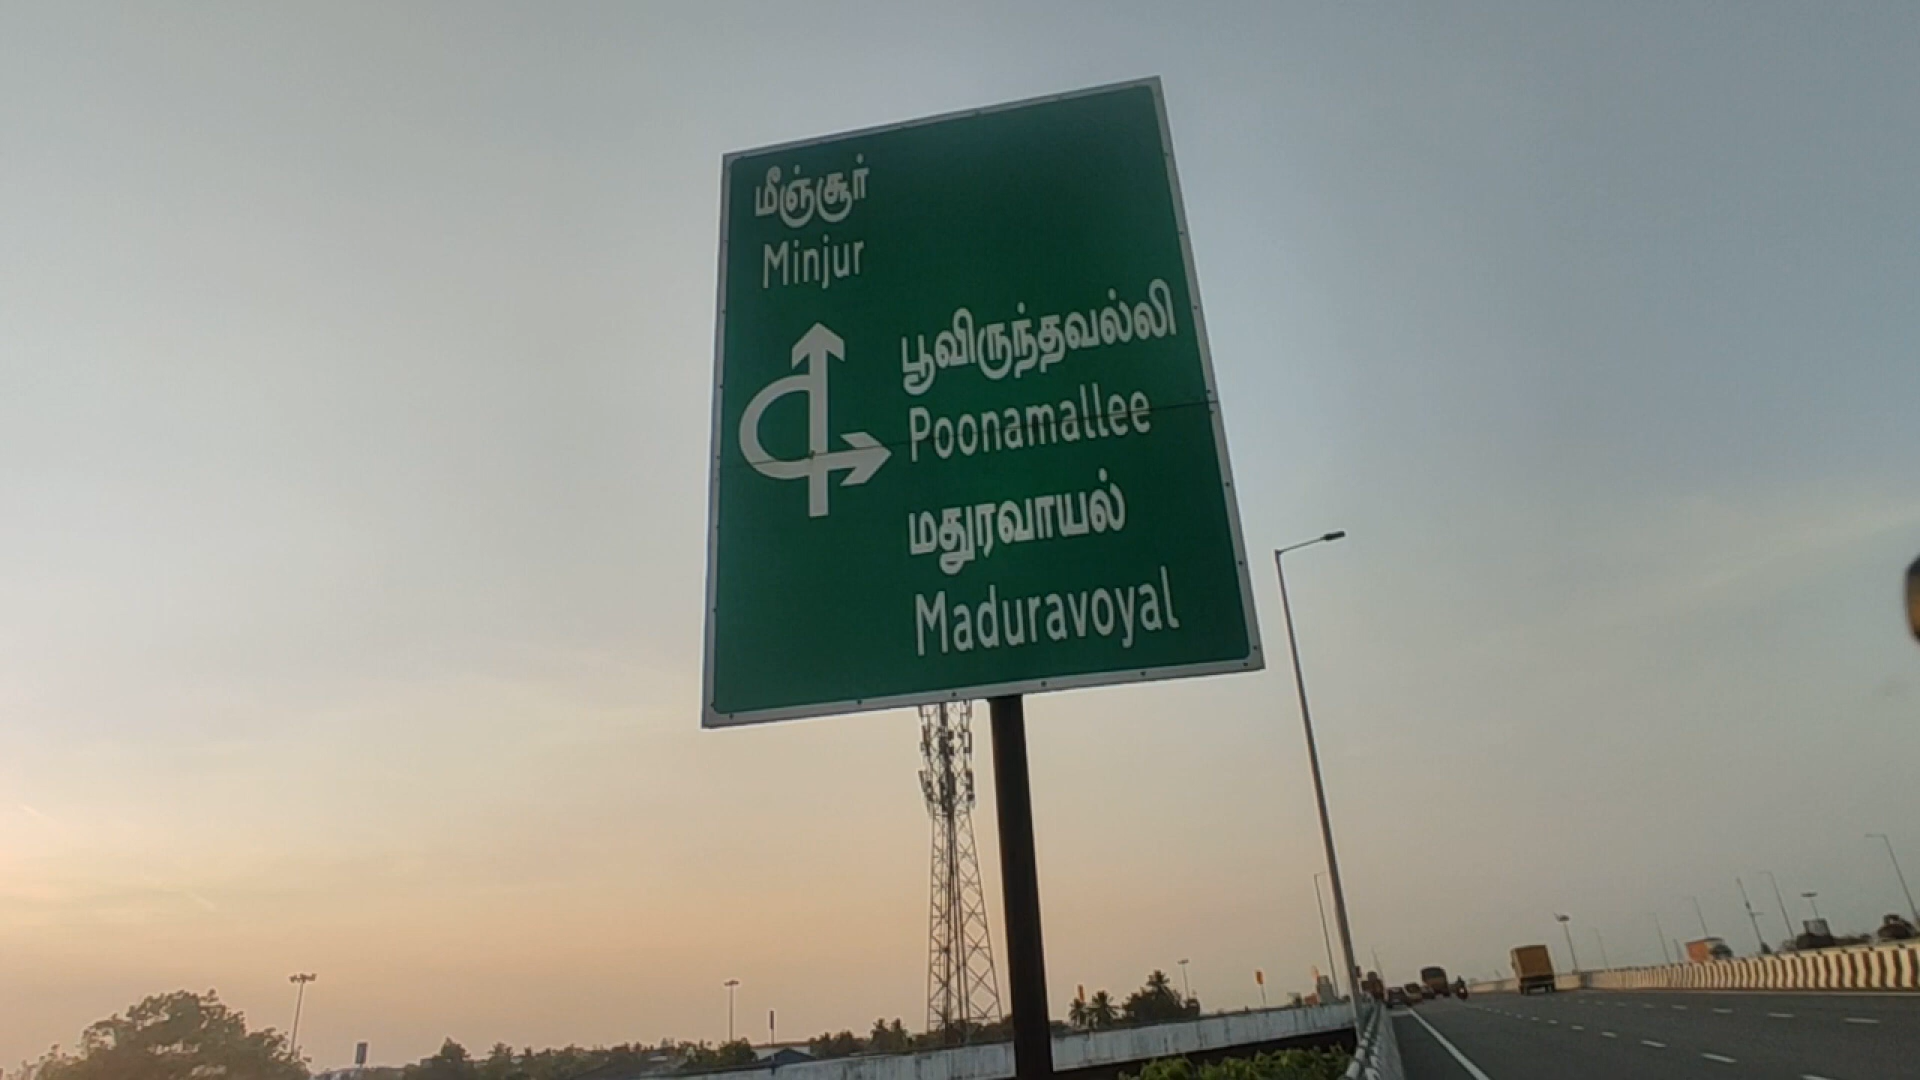 மீஞ்சூர்
Minjur
பூவிருந்தவல்லி
Poonamallee
மதுரவாயல்
Maduravoyal